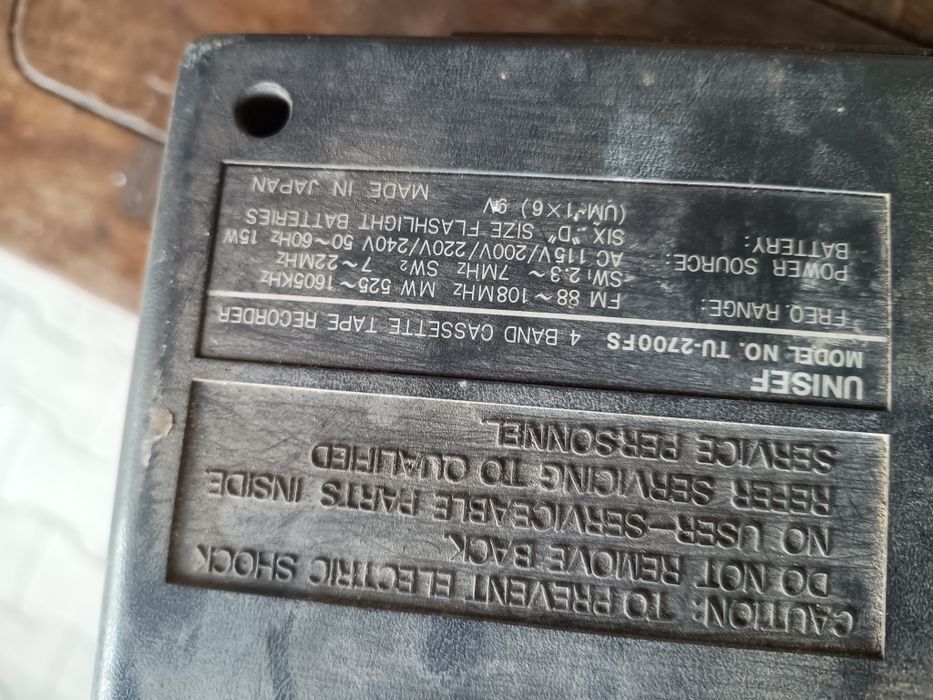 CAUTION: TO PREVENT ELECTRIC SHOCK
DO NOT REMOVE BACK.
NO USER-SERVICEABLE PARTS INSIDE
REFER SERVICING TO QUALIFIED
SERVICE PERSONNEL.
UNISEF
MODEL NO. TU-2700FS 4 BAND CASSETTE TAPE RECORDER
FREQ. RANGE: FM 88~108MHz MW 525~1605KHz
SW1 2.3~7MHz SW2 7~22MHz
POWER SOURCE: AC 115V/200V/220V/240V 50~60Hz 15W
BATTERY: SIX "D" SIZE FLASHLIGHT BATTERIES
(UM-1×6) 9V
MADE IN JAPAN